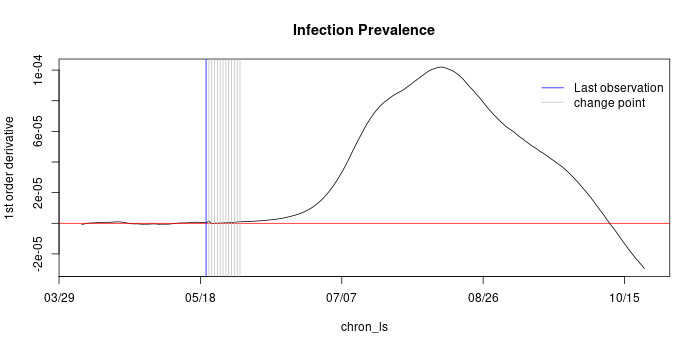 Infection Prevalence
1st order derivative
1e-04
6e-05
2e-05
-2e-05
Last observation
change point
03/29 05/18 07/07 08/26 10/15
chron_ls